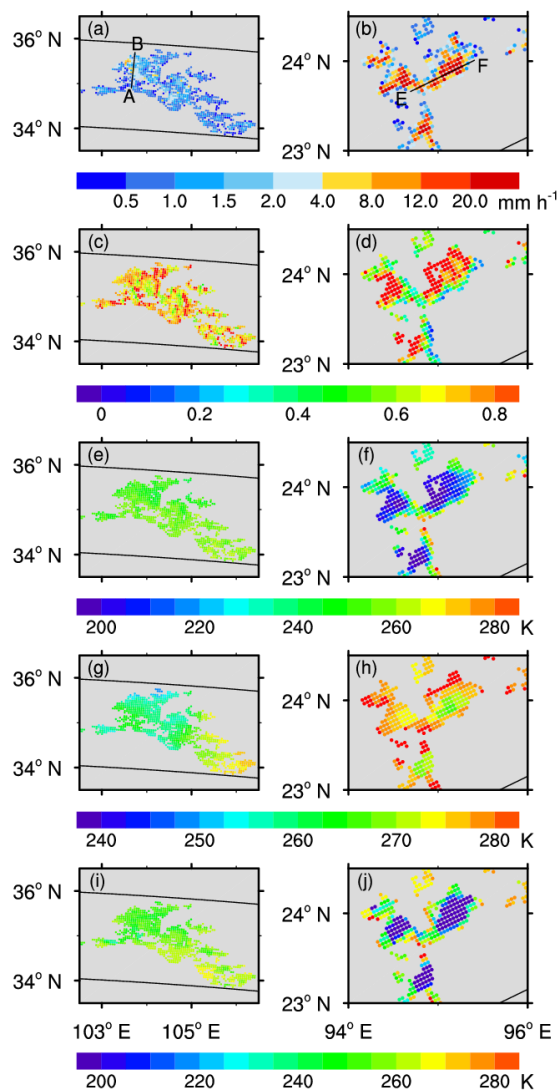 36° N
(a)
B
A
34° N
24° N
(b)
F
E
23° N
0.5 1.0 1.5 2.0 4.0 8.0 12.0 20.0 mm h⁻¹
36° N
(c)
34° N
24° N
(d)
23° N
0 0.2 0.4 0.6 0.8
36° N
(e)
34° N
24° N
(f)
23° N
200 220 240 260 280 K
36° N
(g)
34° N
24° N
(h)
23° N
240 250 260 270 280 K
36° N
(i)
34° N
24° N
(j)
23° N
103° E 105° E 94° E 96° E
200 220 240 260 280 K